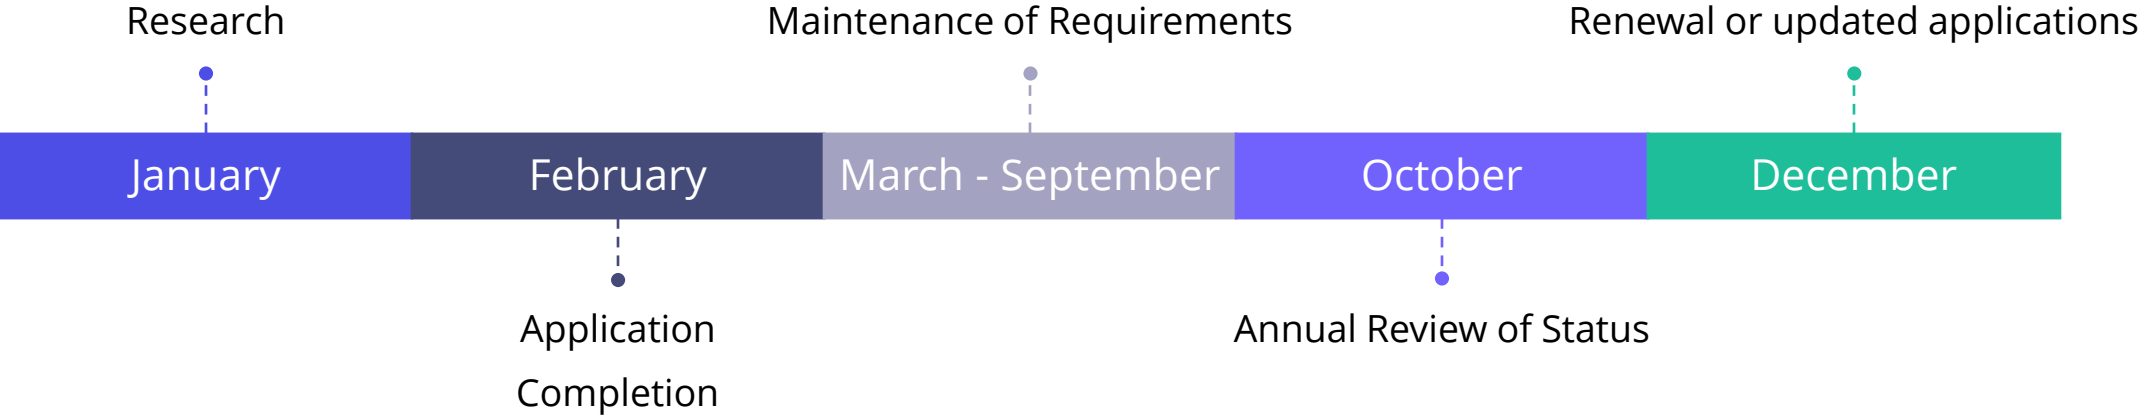 Research
Maintenance of Requirements
Renewal or updated applications
January
February
March - September
October
December
Application
Completion
Annual Review of Status